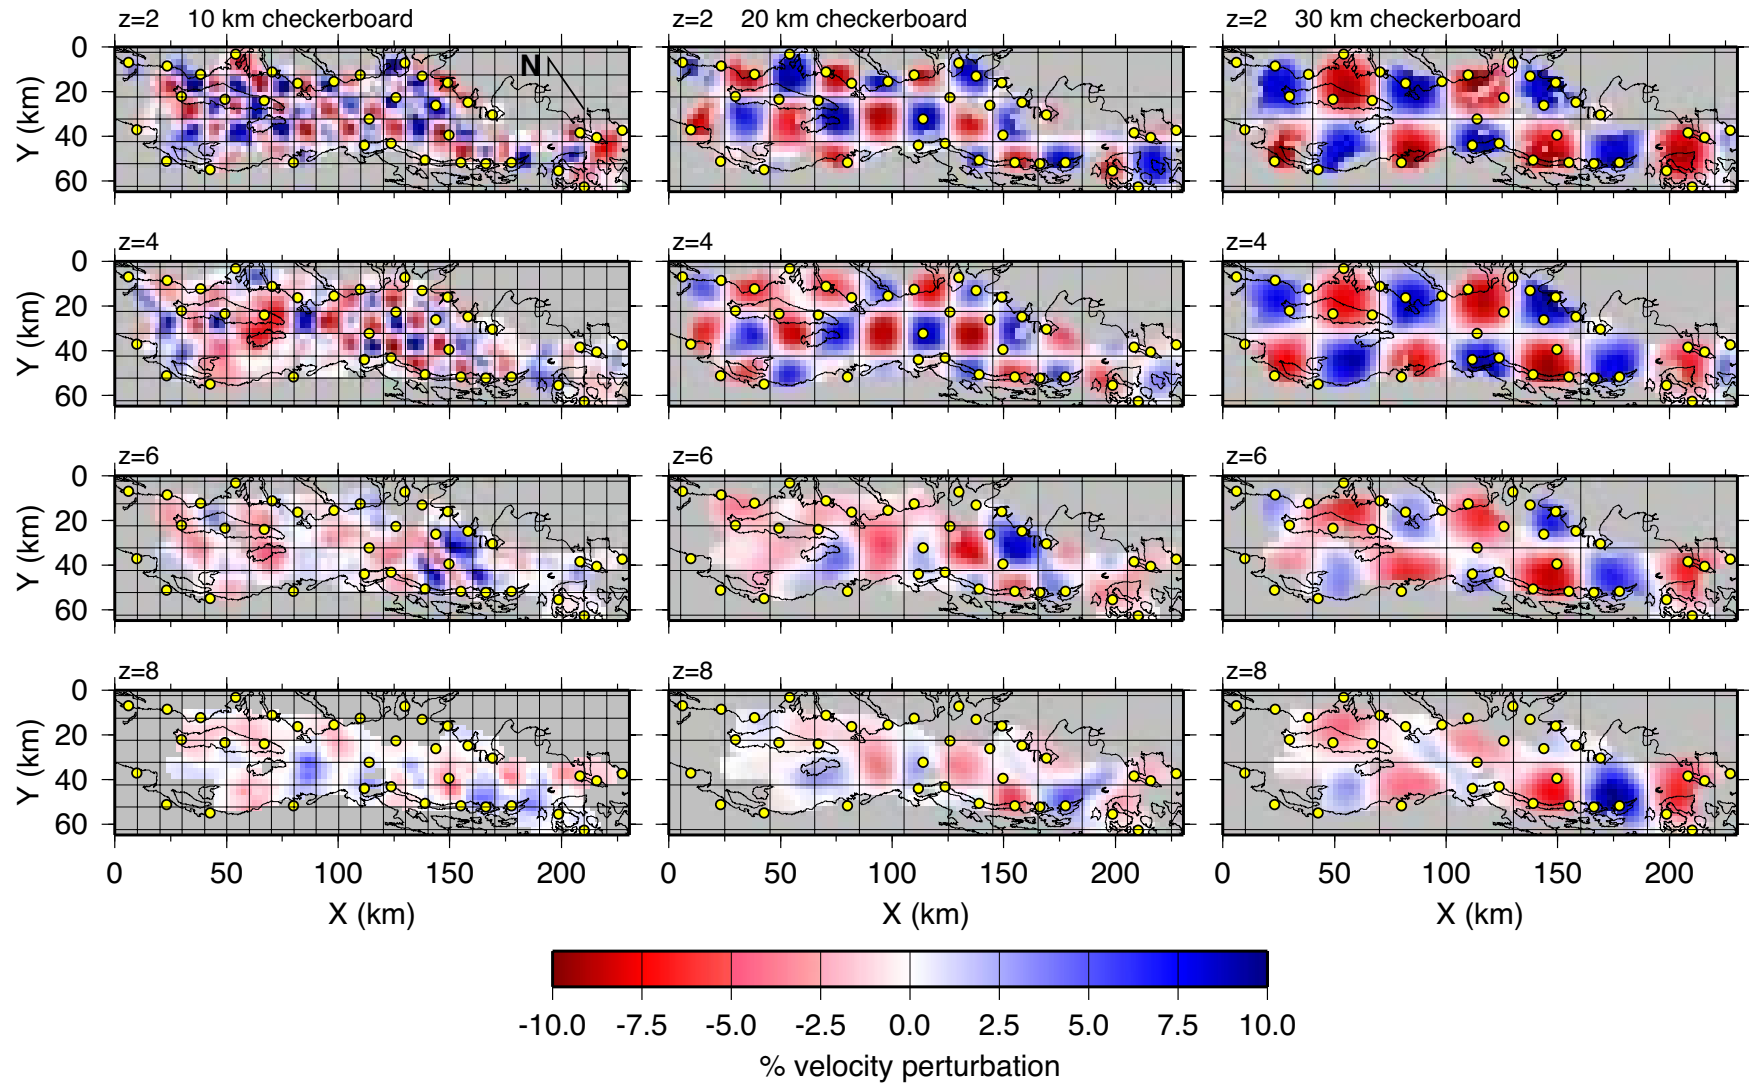 z=2 10 km checkerboard
z=2 20 km checkerboard
z=2 30 km checkerboard
N
0
20
40
60
Y (km)
z=4
z=4
z=4
0
20
40
60
Y (km)
z=6
z=6
z=6
0
20
40
60
Y (km)
z=8
z=8
z=8
0
20
40
60
Y (km)
0 50 100 150 200
0 50 100 150 200
0 50 100 150 200
X (km)
X (km)
X (km)
-10.0 -7.5 -5.0 -2.5 0.0 2.5 5.0 7.5 10.0
% velocity perturbation